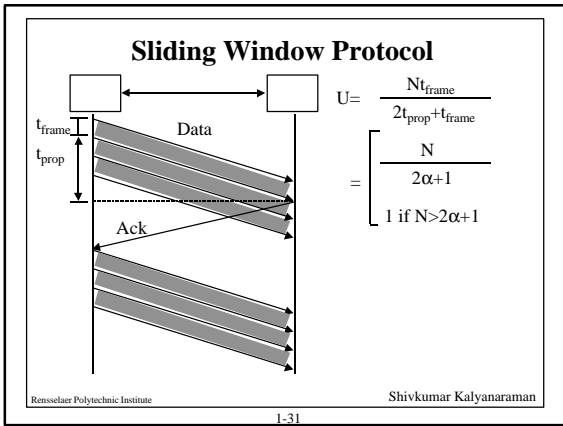 Sliding Window Protocol
U=
Nt_frame
2t_prop+t_frame
t_frame
Data
t_prop
=
N
2α+1
1 if N>2α+1
Ack
Rensselaer Polytechnic Institute
Shivkumar Kalyanaraman
1-31